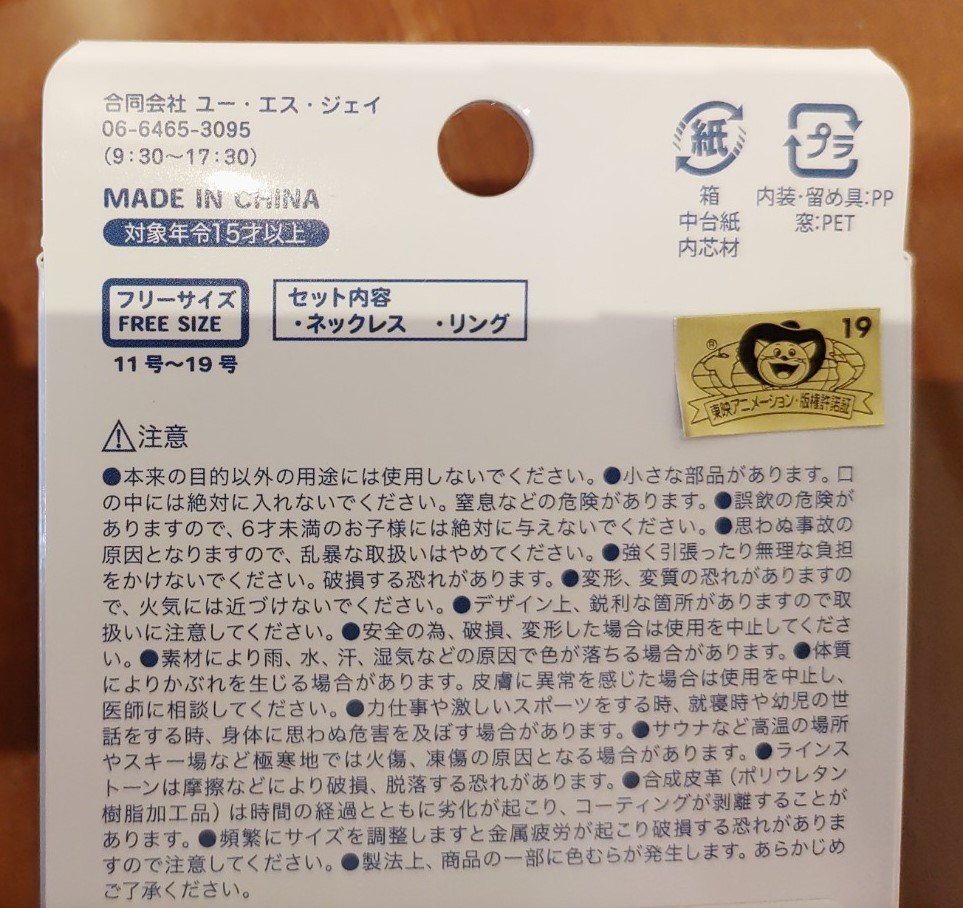 合同会社 ユー・エス・ジェイ
06-6465-3095
(9:30～17:30)
MADE IN CHINA
対象年令15才以上
紙
箱
中台紙
内芯材
プラ
内装・留め具:PP
窓:PET
フリーサイズ
FREE SIZE
11号～19号
セット内容
・ネックレス ・リング
19
®
東映アニメーション・版権許諾証
注意
●本来の目的以外の用途には使用しないでください。●小さな部品があります。口
の中には絶対に入れないでください。窒息などの危険があります。●誤飲の危険が
ありますので、6才未満のお子様には絶対に与えないでください。●思わぬ事故の
原因となりますので、乱暴な取扱いはやめてください。●強く引張ったり無理な負担
をかけないでください。破損する恐れがあります。●変形、変質の恐れがありますの
で、火気には近づけないでください。●デザイン上、鋭利な箇所がありますので取
扱いに注意してください。●安全の為、破損、変形した場合は使用を中止してくださ
い。●素材により雨、水、汗、湿気などの原因で色が落ちる場合があります。●体質
によりかぶれを生じる場合があります。皮膚に異常を感じた場合は使用を中止し、
医師に相談してください。●力仕事や激しいスポーツをする時、就寝時や幼児の世
話をする時、身体に思わぬ危害を及ぼす場合があります。●サウナなど高温の場所
やスキー場など極寒地では火傷、凍傷の原因となる場合があります。●ラインス
トーンは摩擦などにより破損、脱落する恐れがあります。●合成皮革（ポリウレタン
樹脂加工品）は時間の経過とともに劣化が起こり、コーティングが剥離することが
あります。●頻繁にサイズを調整しますと金属疲労が起こり破損する恐れがありま
すので注意してください。●製法上、商品の一部に色むらが発生します。あらかじめ
ご了承ください。